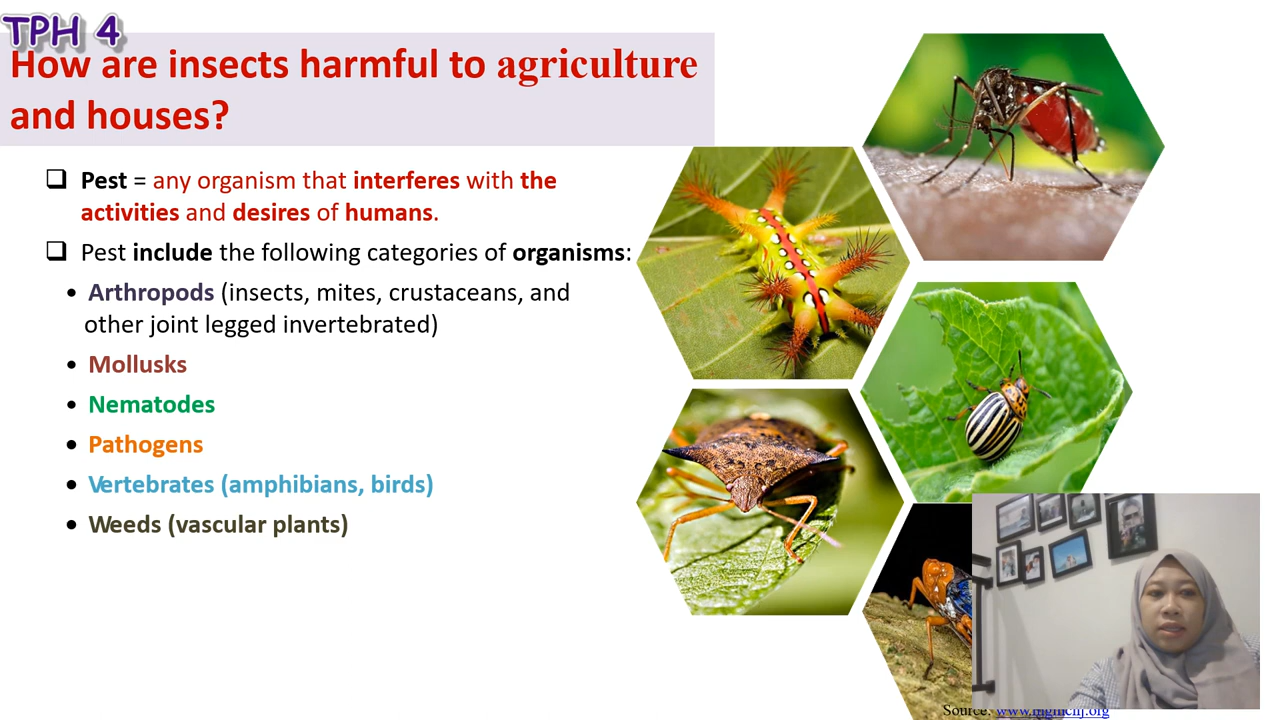 TPH 4
How are insects harmful to agriculture
and houses?
Pest = any organism that interferes with the
activities and desires of humans.
Pest include the following categories of organisms:
Arthropods (insects, mites, crustaceans, and
other joint legged invertebrated)
Mollusks
Nematodes
Pathogens
Vertebrates (amphibians, birds)
Weeds (vascular plants)
Source: